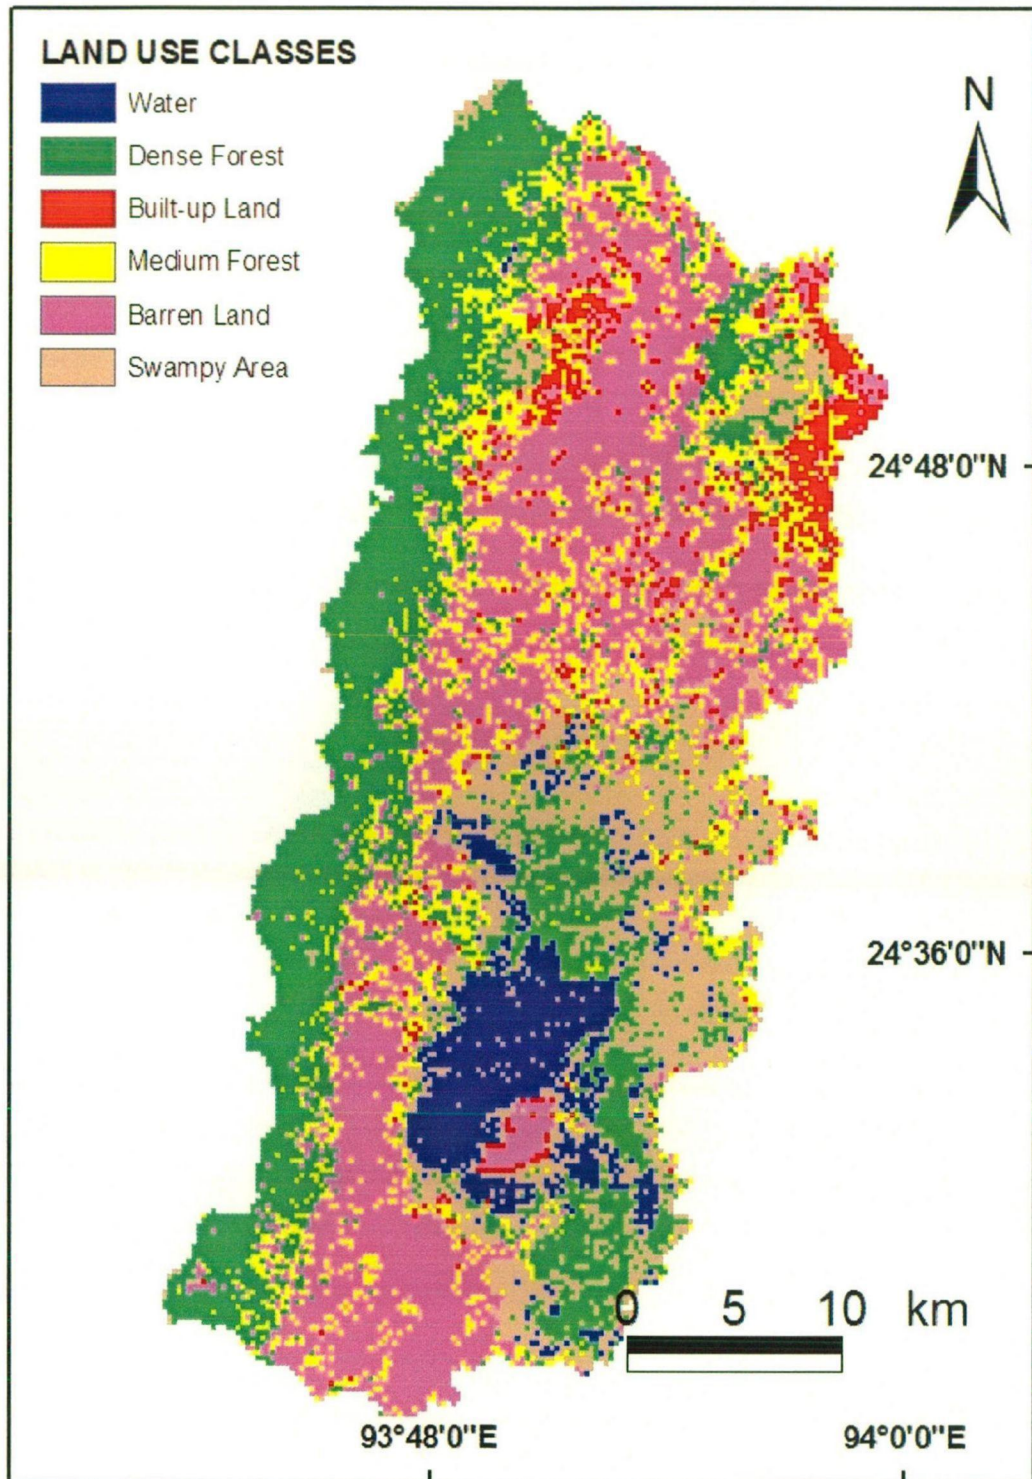 LAND USE CLASSES
Water
Dense Forest
Built-up Land
Medium Forest
Barren Land
Swampy Area
N
24°48'0"N
24°36'0"N
0 5 10 km
93°48'0"E
94°0'0"E